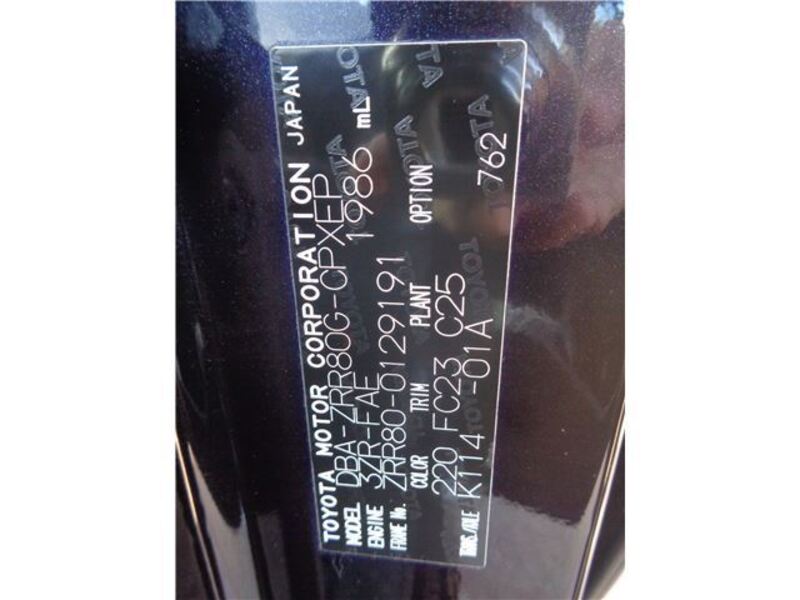 TOYOTA MOTOR CORPORATION JAPAN
MODEL DBA-ZRR80G-CPXEP
ENGINE 3ZR-FAE 1986 mL
FRAME No. ZRR80-0129191
COLOR TRIM PLANT OPTION
220 FC23 C25
TRANS/AXLE K114-01A 762